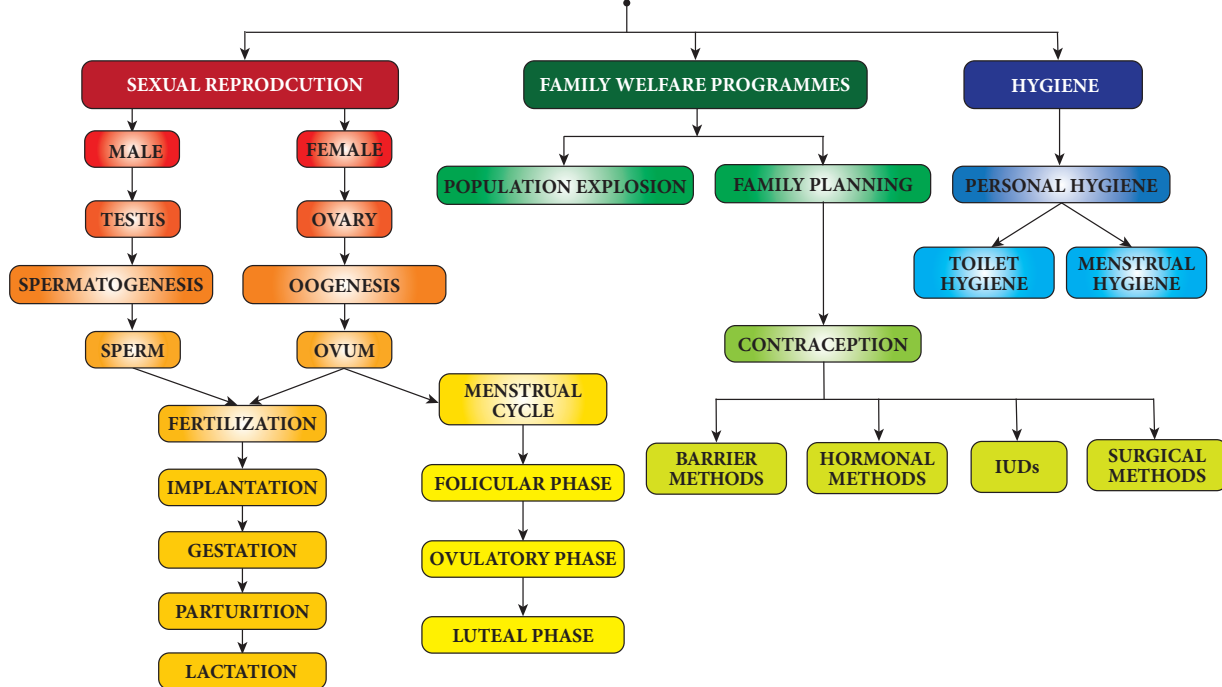 SEXUAL REPRODCUTION
FAMILY WELFARE PROGRAMMES
HYGIENE
MALE
FEMALE
POPULATION EXPLOSION
FAMILY PLANNING
PERSONAL HYGIENE
TESTIS
OVARY
TOILET
HYGIENE
MENSTRUAL
HYGIENE
SPERMATOGENESIS
OOGENESIS
SPERM
OVUM
CONTRACEPTION
MENSTRUAL
CYCLE
FERTILIZATION
BARRIER
METHODS
HORMONAL
METHODS
IUDs
SURGICAL
METHODS
IMPLANTATION
FOLICULAR PHASE
GESTATION
OVULATORY PHASE
PARTURITION
LUTEAL PHASE
LACTATION